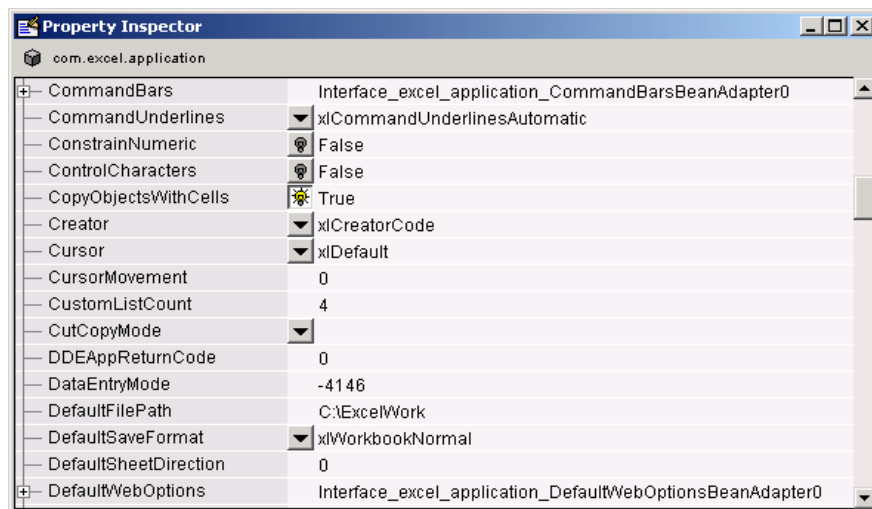 Property Inspector
com.excel.application
CommandBars Interface_excel_application_CommandBarsBeanAdapter0
CommandUnderlines xlCommandUnderlinesAutomatic
ConstrainNumeric False
ControlCharacters False
CopyObjectsWithCells True
Creator xlCreatorCode
Cursor xlDefault
CursorMovement 0
CustomListCount 4
CutCopyMode
DDEAppReturnCode 0
DataEntryMode -4146
DefaultFilePath C:\ExcelWork
DefaultSaveFormat xlWorkbookNormal
DefaultSheetDirection 0
DefaultWebOptions Interface_excel_application_DefaultWebOptionsBeanAdapter0